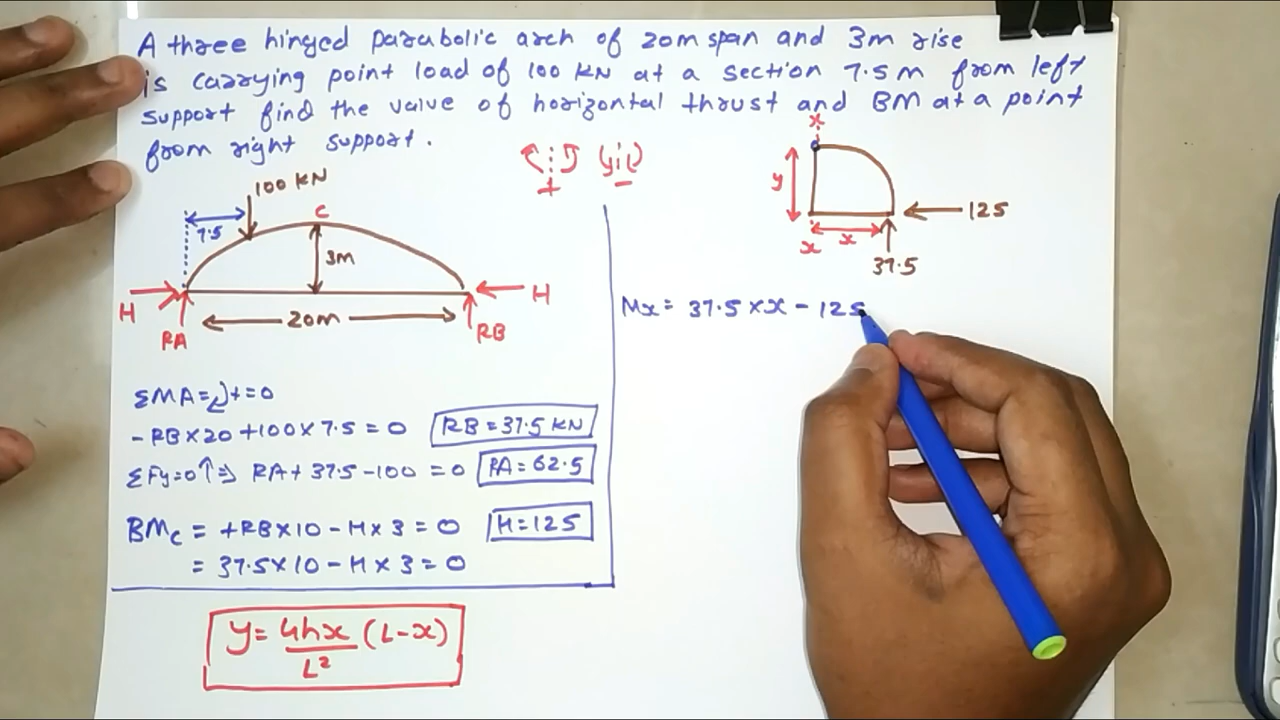 A three hinged parabolic arch of 20m span and 3m rise
is carrying point load of 100 KN at a section 7.5 m from left
support find the value of horizontal thrust and BM at a point
from right support.
100 KN
7.5
C
3m
H
H
20m
RA
RB
+
-
x
y
x
x
125
37.5
Mx = 37.5 × x - 125
ΣMA = + = 0
- RB × 20 + 100 × 7.5 = 0 RB = 37.5 KN
ΣFy = 0 ↑ ⇒ RA + 37.5 - 100 = 0 RA = 62.5
BMc = + RB × 10 - H × 3 = 0 H = 125
= 37.5 × 10 - H × 3 = 0
y = 4hx/L² (L-x)